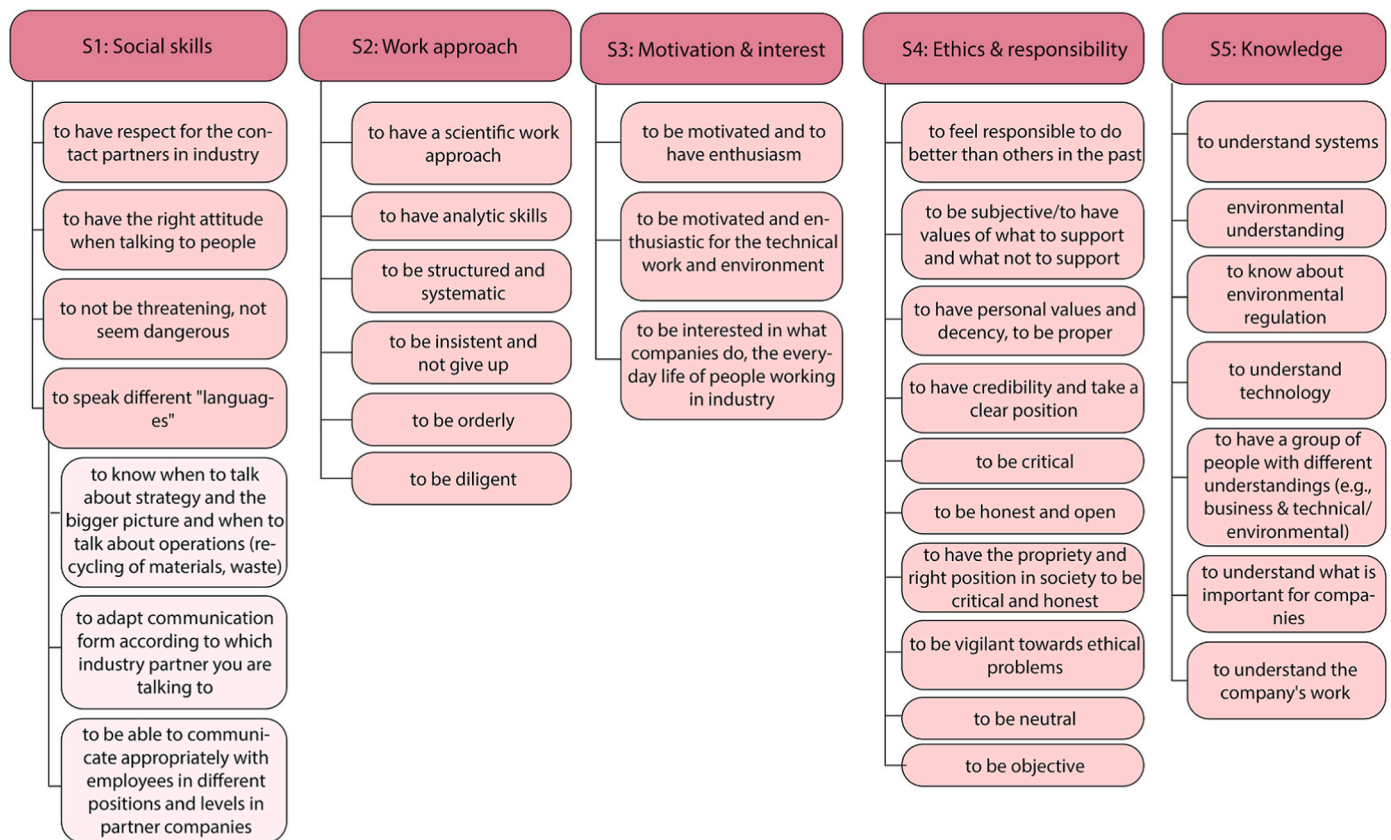 S1: Social skills
to have respect for the con-
tact partners in industry
to have the right attitude
when talking to people
to not be threatening, not
seem dangerous
to speak different "languag-
es"
to know when to talk
about strategy and the
bigger picture and when to
talk about operations (re-
cycling of materials, waste)
to adapt communication
form according to which
industry partner you are
talking to
to be able to communi-
cate appropriately with
employees in different
positions and levels in
partner companies
S2: Work approach
to have a scientific work
approach
to have analytic skills
to be structured and
systematic
to be insistent and
not give up
to be orderly
to be diligent
S3: Motivation & interest
to be motivated and to
have enthusiasm
to be motivated and en-
thusiastic for the technical
work and environment
to be interested in what
companies do, the every-
day life of people working
in industry
S4: Ethics & responsibility
to feel responsible to do
better than others in the past
to be subjective/to have
values of what to support
and what not to support
to have personal values and
decency, to be proper
to have credibility and take a
clear position
to be critical
to be honest and open
to have the propriety and
right position in society to be
critical and honest
to be vigilant towards ethical
problems
to be neutral
to be objective
S5: Knowledge
to understand systems
environmental
understanding
to know about
environmental
regulation
to understand
technology
to have a group of
people with different
understandings (e.g.,
business & technical/
environmental)
to understand what is
important for compa-
nies
to understand the
company's work